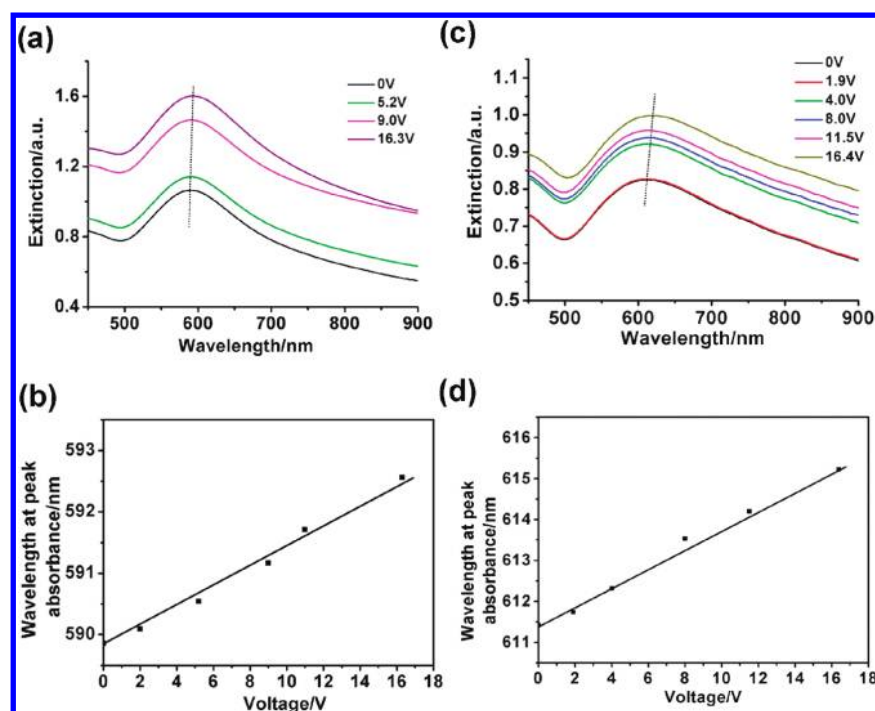 (a)
0V
5.2V
9.0V
16.3V
1.6
1.2
0.8
0.4
Extinction/a.u.
500 600 700 800 900
Wavelength/nm
(c)
0V
1.9V
4.0V
8.0V
11.5V
16.4V
1.1
1.0
0.9
0.8
0.7
0.6
0.5
Extinction/a.u.
500 600 700 800 900
Wavelength/nm
(b)
593
592
591
590
Wavelength at peak
absorbance/nm
0 2 4 6 8 10 12 14 16 18
Voltage/V
(d)
616
615
614
613
612
611
Wavelength at peak
absorbance/nm
0 2 4 6 8 10 12 14 16 18
Voltage/V